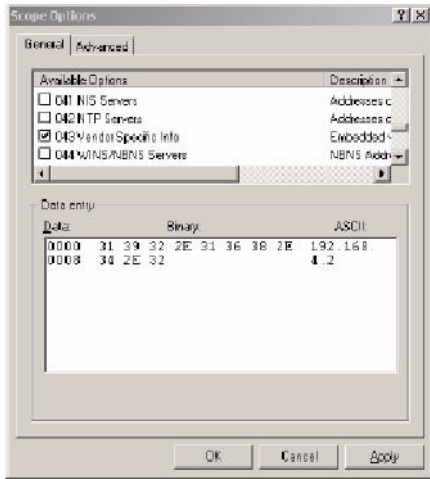 Scope Options
General Advanced
Available Options Description
041 NIS Servers Addresses o
042 NTP Servers Addresses o
043 Vendor Specific Info Embedded
044 WINS/NBNS Servers NBNS Addr
Data entry
Data: Binary: ASCII:
0000 31 39 32 2E 31 36 38 2E 192.168.
0008 34 2E 32 4.2
OK Cancel Apply